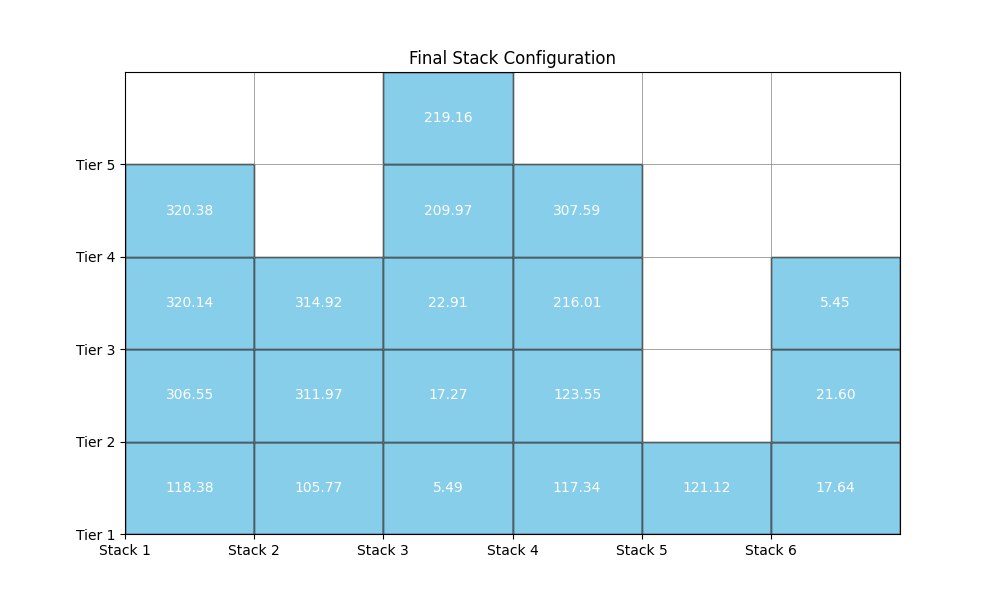 Final Stack Configuration
219.16
Tier 5
320.38 209.97 307.59
Tier 4
320.14 314.92 22.91 216.01 5.45
Tier 3
306.55 311.97 17.27 123.55 21.60
Tier 2
118.38 105.77 5.49 117.34 121.12 17.64
Tier 1
Stack 1 Stack 2 Stack 3 Stack 4 Stack 5 Stack 6